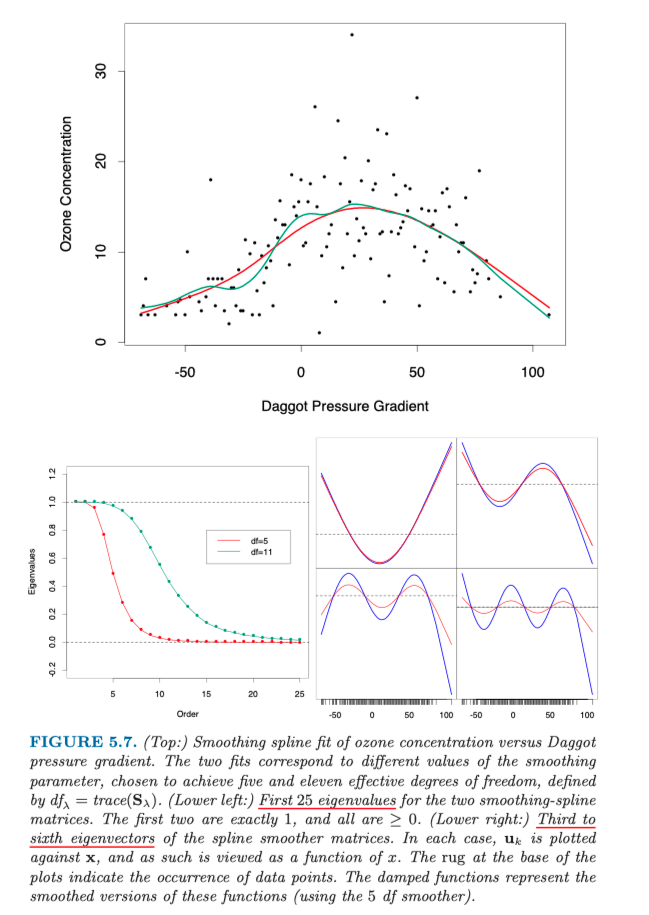 Ozone Concentration
30
20
10
0
-50 0 50 100
Daggot Pressure Gradient
Eigenvalues
1.2
1.0
0.8
0.6
0.4
0.2
0.0
-0.2
df=5
df=11
5 10 15 20 25
Order
-50 0 50 100
-50 0 50 100
FIGURE 5.7. (Top:) Smoothing spline fit of ozone concentration versus Daggot
pressure gradient. The two fits correspond to different values of the smoothing
parameter, chosen to achieve five and eleven effective degrees of freedom, defined
by dfλ = trace(Sλ). (Lower left:) First 25 eigenvalues for the two smoothing-spline
matrices. The first two are exactly 1, and all are ≥ 0. (Lower right:) Third to
sixth eigenvectors of the spline smoother matrices. In each case, uk is plotted
against x, and as such is viewed as a function of x. The rug at the base of the
plots indicate the occurrence of data points. The damped functions represent the
smoothed versions of these functions (using the 5 df smoother).